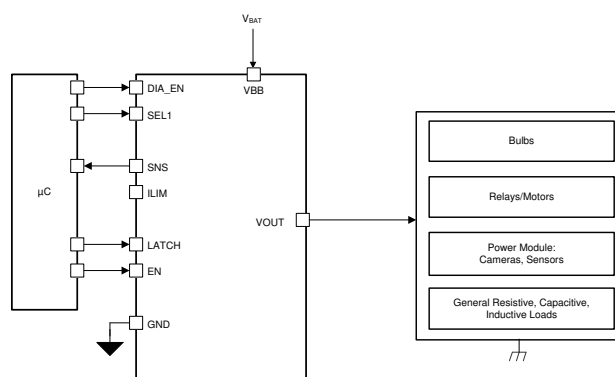 V_BAT
DIA_EN
VBB
SEL1
SNS
µC
ILIM
VOUT
LATCH
EN
GND
Bulbs
Relays/Motors
Power Module:
Cameras, Sensors
General Resistive, Capacitive,
Inductive Loads